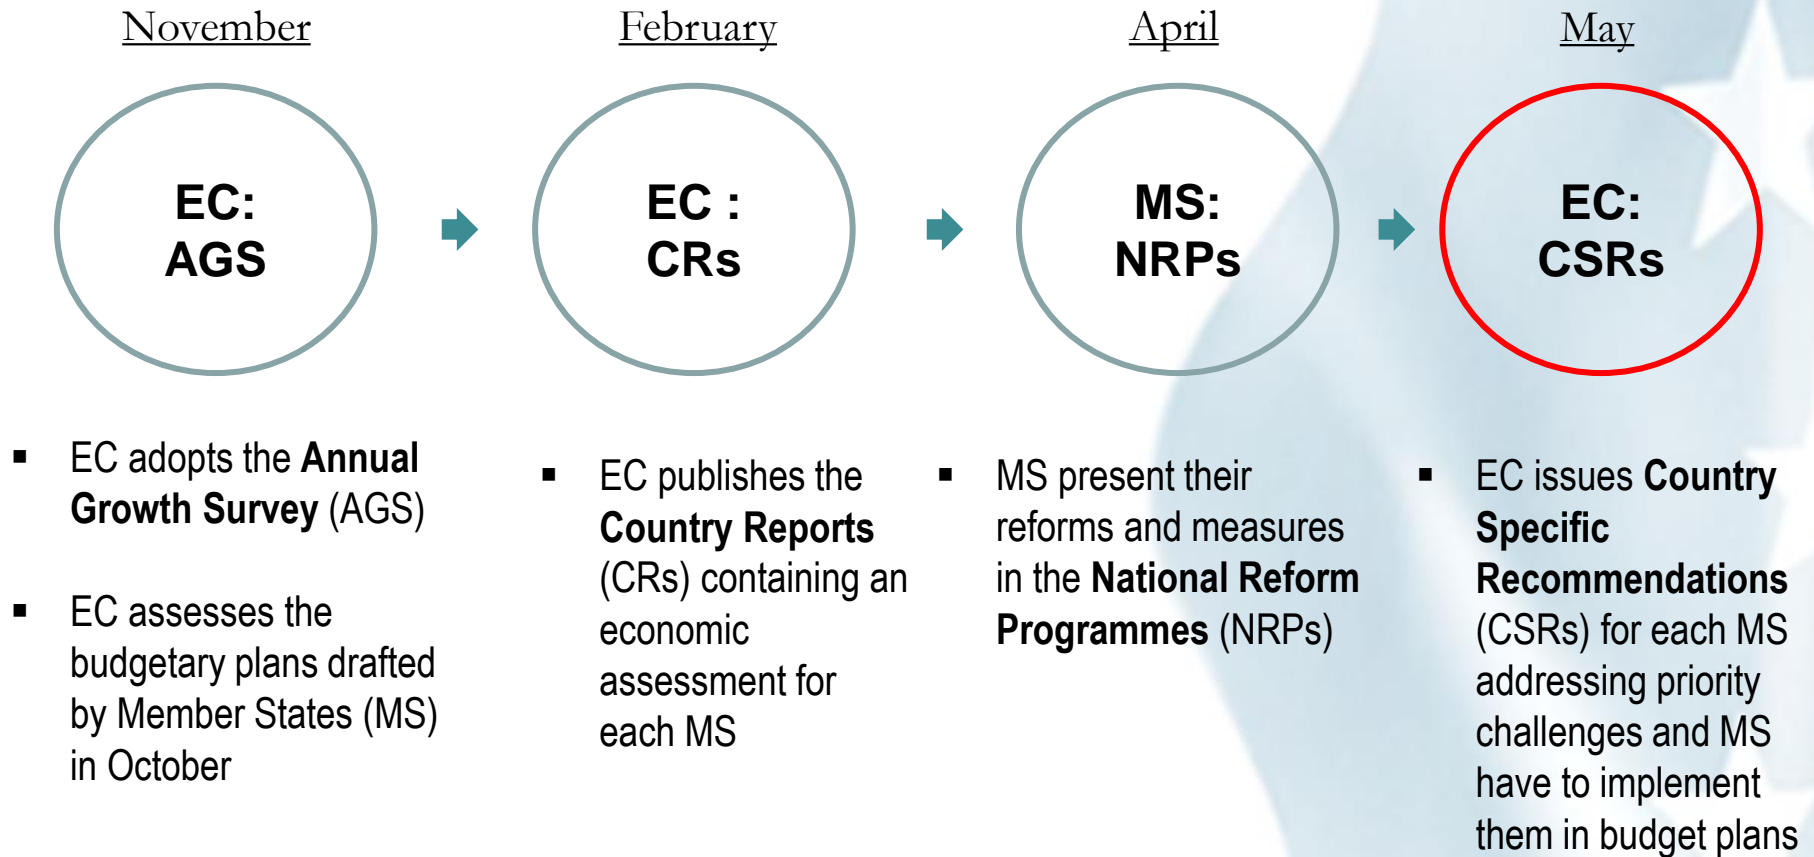 November
February
April
May
EC:
AGS
EC :
CRs
MS:
NRPs
EC:
CSRs
▪ EC adopts the Annual
Growth Survey (AGS)
▪ EC assesses the
budgetary plans drafted
by Member States (MS)
in October
▪ EC publishes the
Country Reports
(CRs) containing an
economic
assessment for
each MS
▪ MS present their
reforms and measures
in the National Reform
Programmes (NRPs)
▪ EC issues Country
Specific
Recommendations
(CSRs) for each MS
addressing priority
challenges and MS
have to implement
them in budget plans